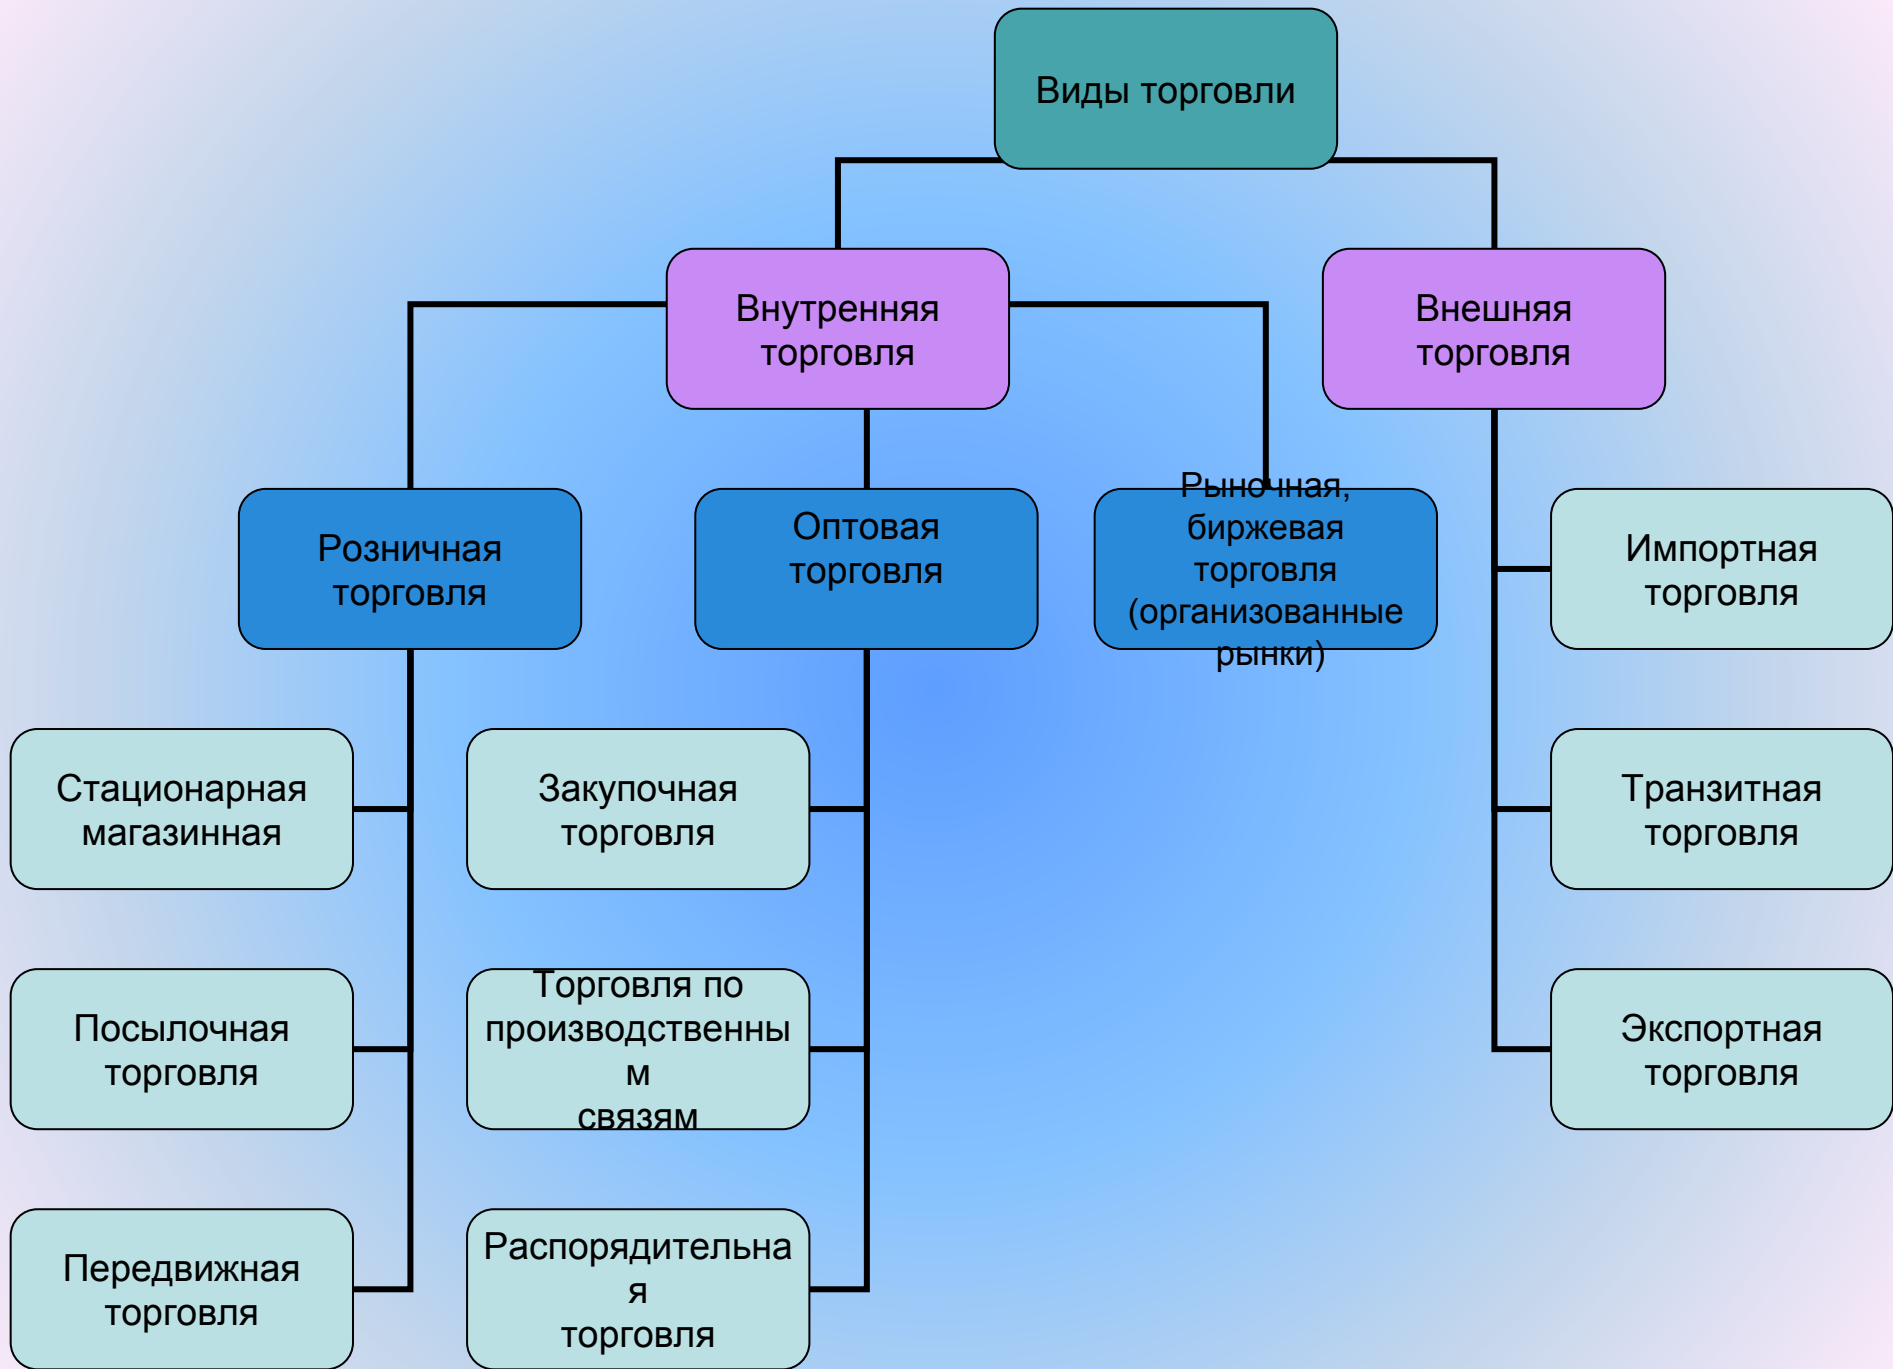 Виды торговли
Внутренняя
торговля
Внешняя
торговля
Розничная
торговля
Оптовая
торговля
Рыночная,
биржевая
торговля
(организованные
рынки)
Импортная
торговля
Стационарная
магазинная
Закупочная
торговля
Транзитная
торговля
Посылочная
торговля
Торговля по
производственны
м
связям
Экспортная
торговля
Передвижная
торговля
Распорядительна
я
торговля